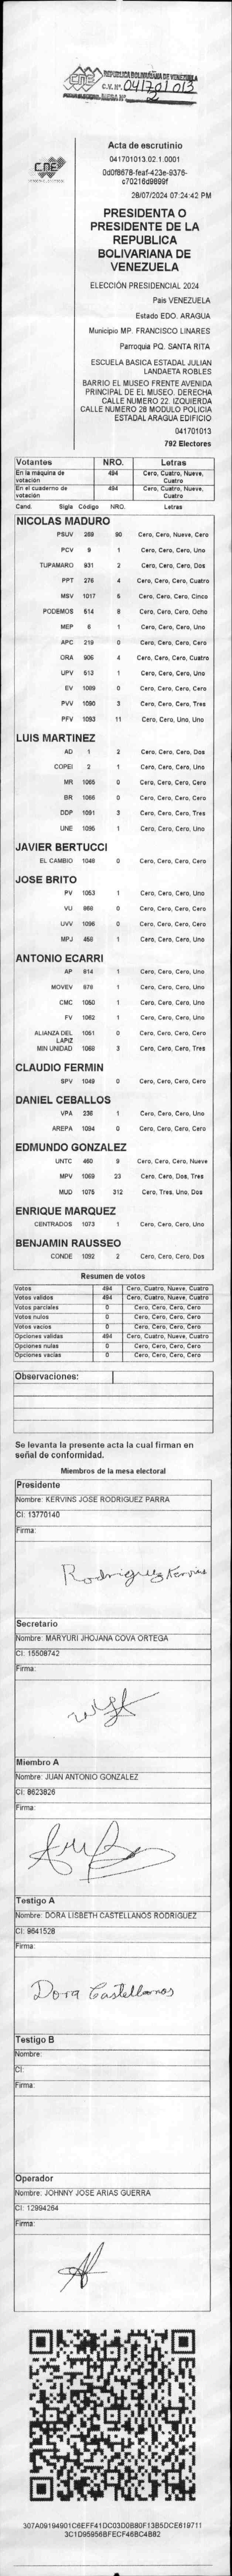 REPUBLICA BOLIVARIANA DE VENEZUELA
C.V. Nº. 041701013
2
CNE
Acta de escrutinio
041701013.02.1.0001
0d0f8678-feaf-423e-9376-
c70216d9899f
28/07/2024 07:24:42 PM
PRESIDENTA O
PRESIDENTE DE LA
REPUBLICA
BOLIVARIANA DE
VENEZUELA
ELECCIÓN PRESIDENCIAL 2024
Pais VENEZUELA
Estado EDO. ARAGUA
Municipio MP. FRANCISCO LINARES
Parroquia PQ. SANTA RITA
ESCUELA BASICA ESTADAL JULIAN
LANDAETA ROBLES
BARRIO EL MUSEO FRENTE AVENIDA
PRINCIPAL DE EL MUSEO. DERECHA
CALLE NUMERO 22. IZQUIERDA
CALLE NUMERO 28 MODULO POLICIA
ESTADAL ARAGUA EDIFICIO
041701013
792 Electores
Votantes NRO. Letras
En la máquina de votación 494 Cero, Cuatro, Nueve, Cuatro
En el cuaderno de votación 494 Cero, Cuatro, Nueve, Cuatro
Cand. Sigla Código NRO. Letras
NICOLAS MADURO
PSUV 269 90 Cero, Cero, Nueve, Cero
PCV 9 1 Cero, Cero, Cero, Uno
TUPAMARO 931 2 Cero, Cero, Cero, Dos
PPT 276 4 Cero, Cero, Cero, Cuatro
MSV 1017 5 Cero, Cero, Cero, Cinco
PODEMOS 514 8 Cero, Cero, Cero, Ocho
MEP 6 1 Cero, Cero, Cero, Uno
APC 219 0 Cero, Cero, Cero, Cero
ORA 906 4 Cero, Cero, Cero, Cuatro
UPV 513 1 Cero, Cero, Cero, Uno
EV 1089 0 Cero, Cero, Cero, Cero
PVV 1090 3 Cero, Cero, Cero, Tres
PFV 1093 11 Cero, Cero, Uno, Uno
LUIS MARTINEZ
AD 1 2 Cero, Cero, Cero, Dos
COPEI 2 1 Cero, Cero, Cero, Uno
MR 1065 0 Cero, Cero, Cero, Cero
BR 1066 0 Cero, Cero, Cero, Cero
DDP 1091 3 Cero, Cero, Cero, Tres
UNE 1095 1 Cero, Cero, Cero, Uno
JAVIER BERTUCCI
EL CAMBIO 1046 0 Cero, Cero, Cero, Cero
JOSE BRITO
PV 1053 1 Cero, Cero, Cero, Uno
VU 868 0 Cero, Cero, Cero, Cero
UVV 1096 0 Cero, Cero, Cero, Cero
MPJ 456 1 Cero, Cero, Cero, Uno
ANTONIO ECARRI
AP 814 1 Cero, Cero, Cero, Uno
MOVEV 878 1 Cero, Cero, Cero, Uno
CMC 1050 1 Cero, Cero, Cero, Uno
FV 1062 1 Cero, Cero, Cero, Uno
ALIANZA DEL LAPIZ 1051 0 Cero, Cero, Cero, Cero
MIN UNIDAD 1068 3 Cero, Cero, Cero, Tres
CLAUDIO FERMIN
SPV 1049 0 Cero, Cero, Cero, Cero
DANIEL CEBALLOS
VPA 236 1 Cero, Cero, Cero, Uno
AREPA 1094 0 Cero, Cero, Cero, Cero
EDMUNDO GONZALEZ
UNTC 460 9 Cero, Cero, Cero, Nueve
MPV 1069 23 Cero, Cero, Dos, Tres
MUD 1075 312 Cero, Tres, Uno, Dos
ENRIQUE MARQUEZ
CENTRADOS 1073 1 Cero, Cero, Cero, Uno
BENJAMIN RAUSSEO
CONDE 1092 2 Cero, Cero, Cero, Dos
Resumen de votos
Votos 494 Cero, Cuatro, Nueve, Cuatro
Votos validos 494 Cero, Cuatro, Nueve, Cuatro
Votos parciales 0 Cero, Cero, Cero, Cero
Votos nulos 0 Cero, Cero, Cero, Cero
Votos vacios 0 Cero, Cero, Cero, Cero
Opciones validas 494 Cero, Cuatro, Nueve, Cuatro
Opciones nulas 0 Cero, Cero, Cero, Cero
Opciones vacias 0 Cero, Cero, Cero, Cero
Observaciones:
Se levanta la presente acta la cual firman en
señal de conformidad.
Miembros de la mesa electoral
Presidente
Nombre: KERVINS JOSE RODRIGUEZ PARRA
CI: 13770140
Firma:
Rodriguez Kervins
Secretario
Nombre: MARYURI JHOJANA COVA ORTEGA
CI: 15508742
Firma:
Miembro A
Nombre: JUAN ANTONIO GONZALEZ
CI: 8623826
Firma:
Testigo A
Nombre: DORA LISBETH CASTELLANOS RODRIGUEZ
CI: 9641528
Firma:
Dora Castellanos
Testigo B
Nombre:
CI:
Firma:
Operador
Nombre: JOHNNY JOSE ARIAS GUERRA
CI: 12994264
Firma:
307A09194901C6EFF41DC03D0B80F13B5DCE619711
3C1D95956BFECF46BC4B82